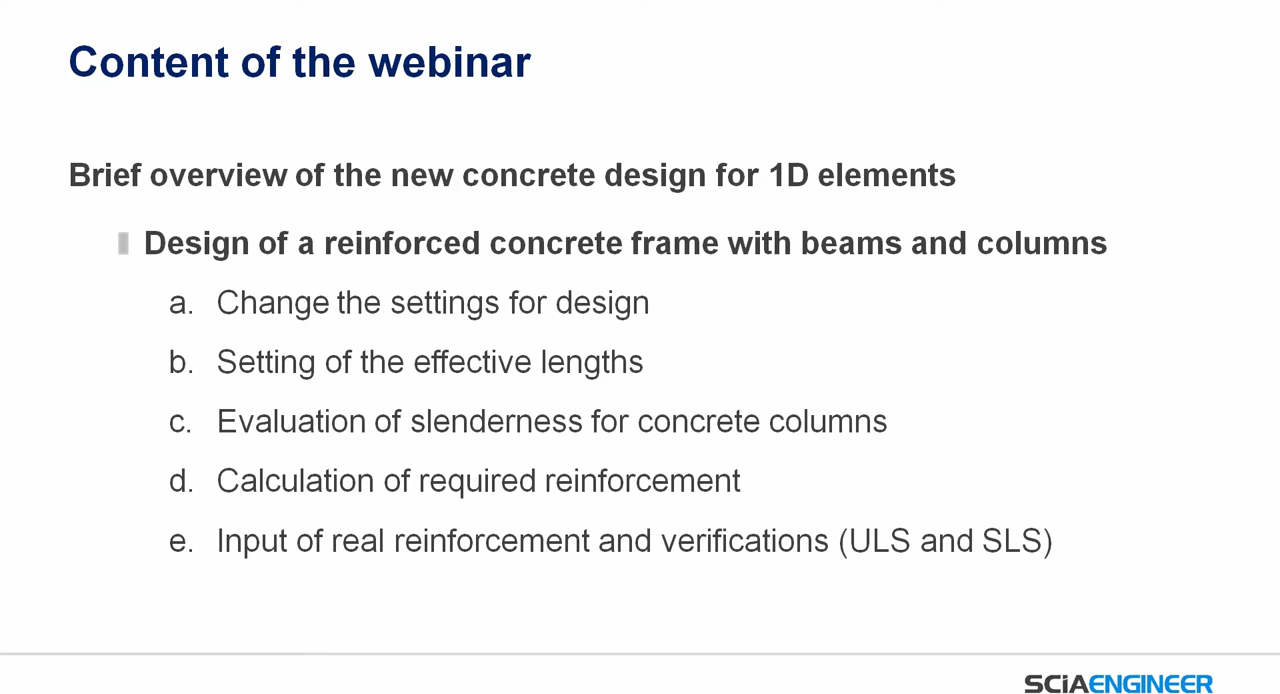 Content of the webinar
Brief overview of the new concrete design for 1D elements
Design of a reinforced concrete frame with beams and columns
a. Change the settings for design
b. Setting of the effective lengths
c. Evaluation of slenderness for concrete columns
d. Calculation of required reinforcement
e. Input of real reinforcement and verifications (ULS and SLS)
SCiAENGINEER